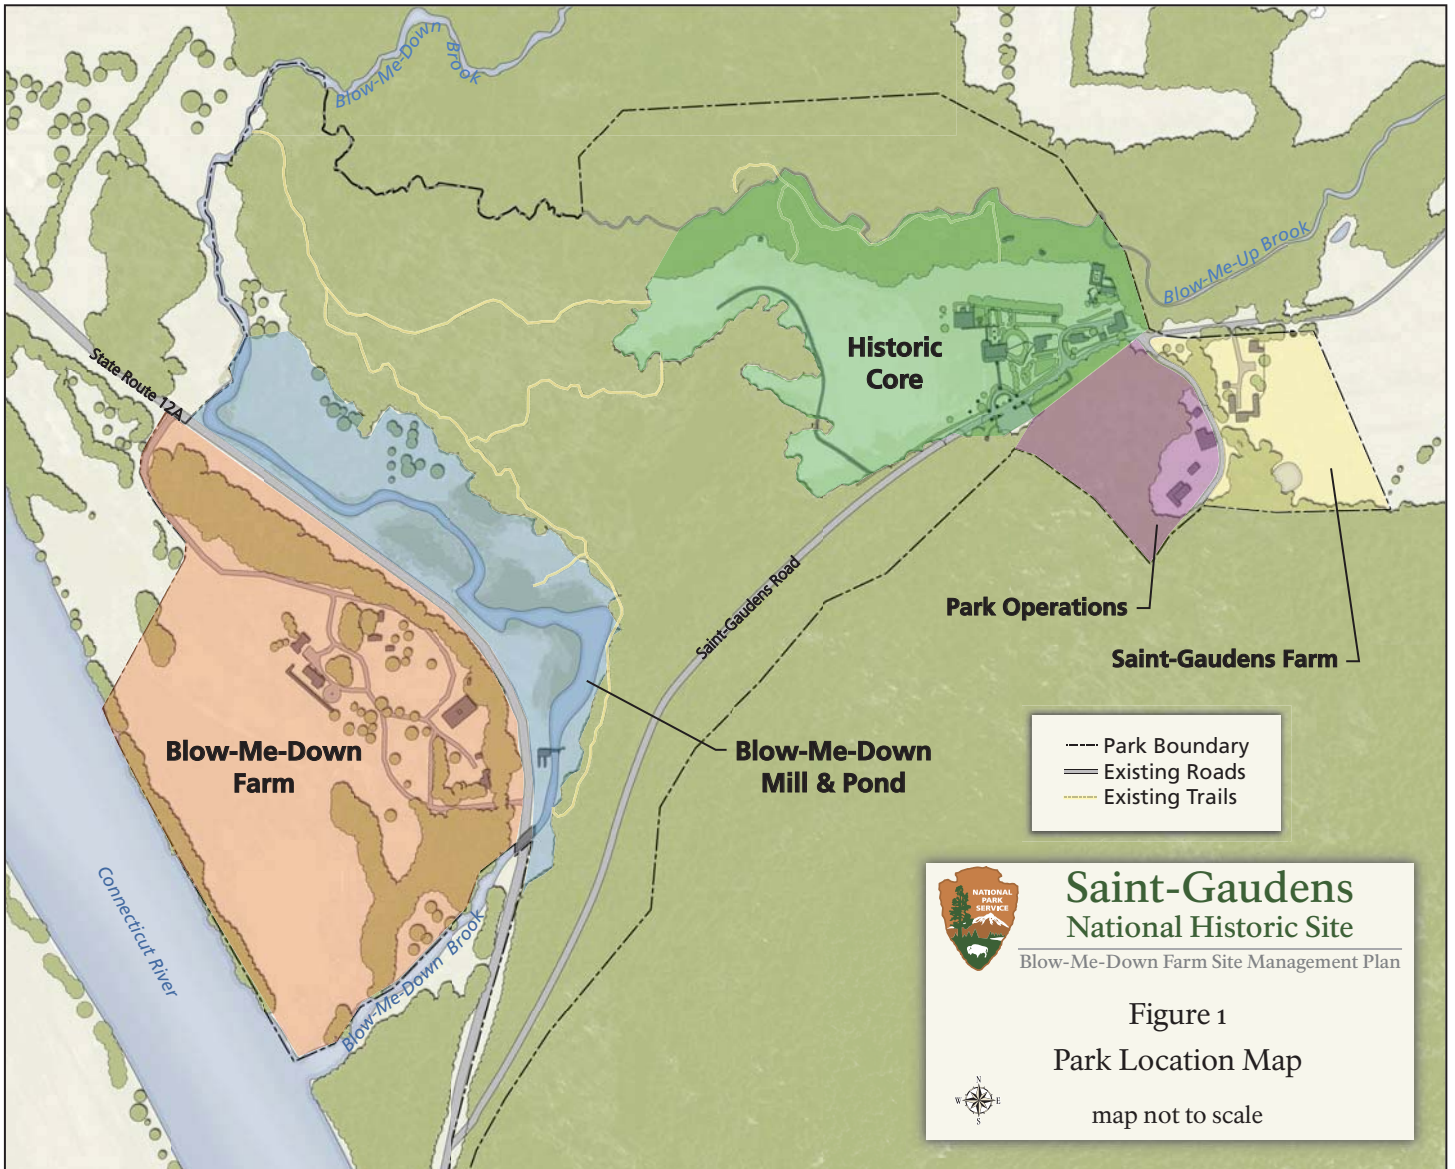 Blow-Me-Down Brook
Blow-Me-Up Brook
State Route 12A
Historic
Core
Saint-Gaudens Road
Park Operations
Saint-Gaudens Farm
Blow-Me-Down
Farm
Blow-Me-Down
Mill & Pond
Park Boundary
Existing Roads
Existing Trails
Connecticut River
Blow-Me-Down Brook
NATIONAL
PARK
SERVICE
Saint-Gaudens
National Historic Site
Blow-Me-Down Farm Site Management Plan
Figure 1
Park Location Map
N
W E
S
map not to scale